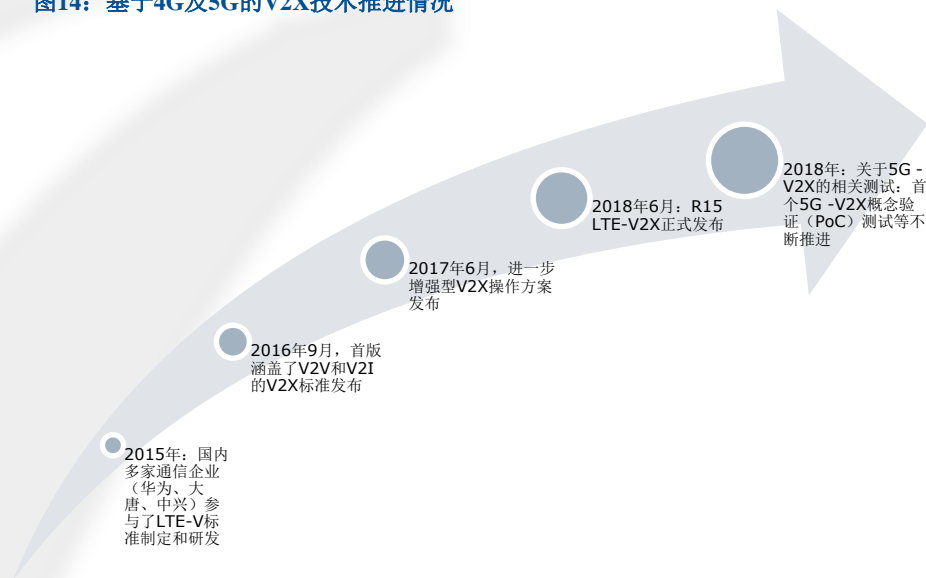 图14：基于4G及5G的V2X技术推进情况
2015年：国内
多家通信企业
（华为、大
唐、中兴）参
与了LTE-V标
准制定和研发
2016年9月，首版
涵盖了V2V和V2I
的V2X标准发布
2017年6月，进一步
增强型V2X操作方案
发布
2018年6月：R15
LTE-V2X正式发布
2018年：关于5G -
V2X的相关测试：首
个5G -V2X概念验
证（PoC）测试等不
断推进